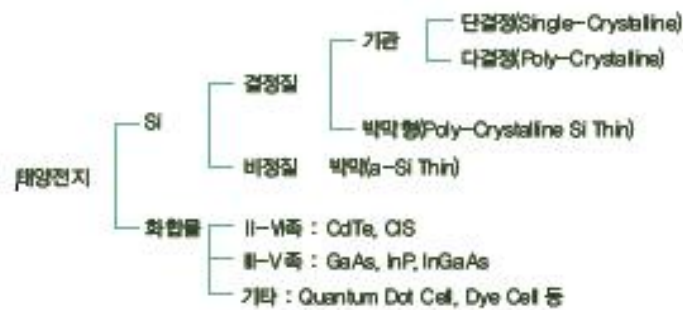 태양전지
Si
결정질
기관
단결정(Single-Crystalline)
다결정(Poly-Crystalline)
박막형(Poly-Crystalline Si Thin)
비정질 박막(a-Si Thin)
화합물
II-VI족 : CdTe, CIS
III-V족 : GaAs, InP, InGaAs
기타 : Quantum Dot Cell, Dye Cell 등